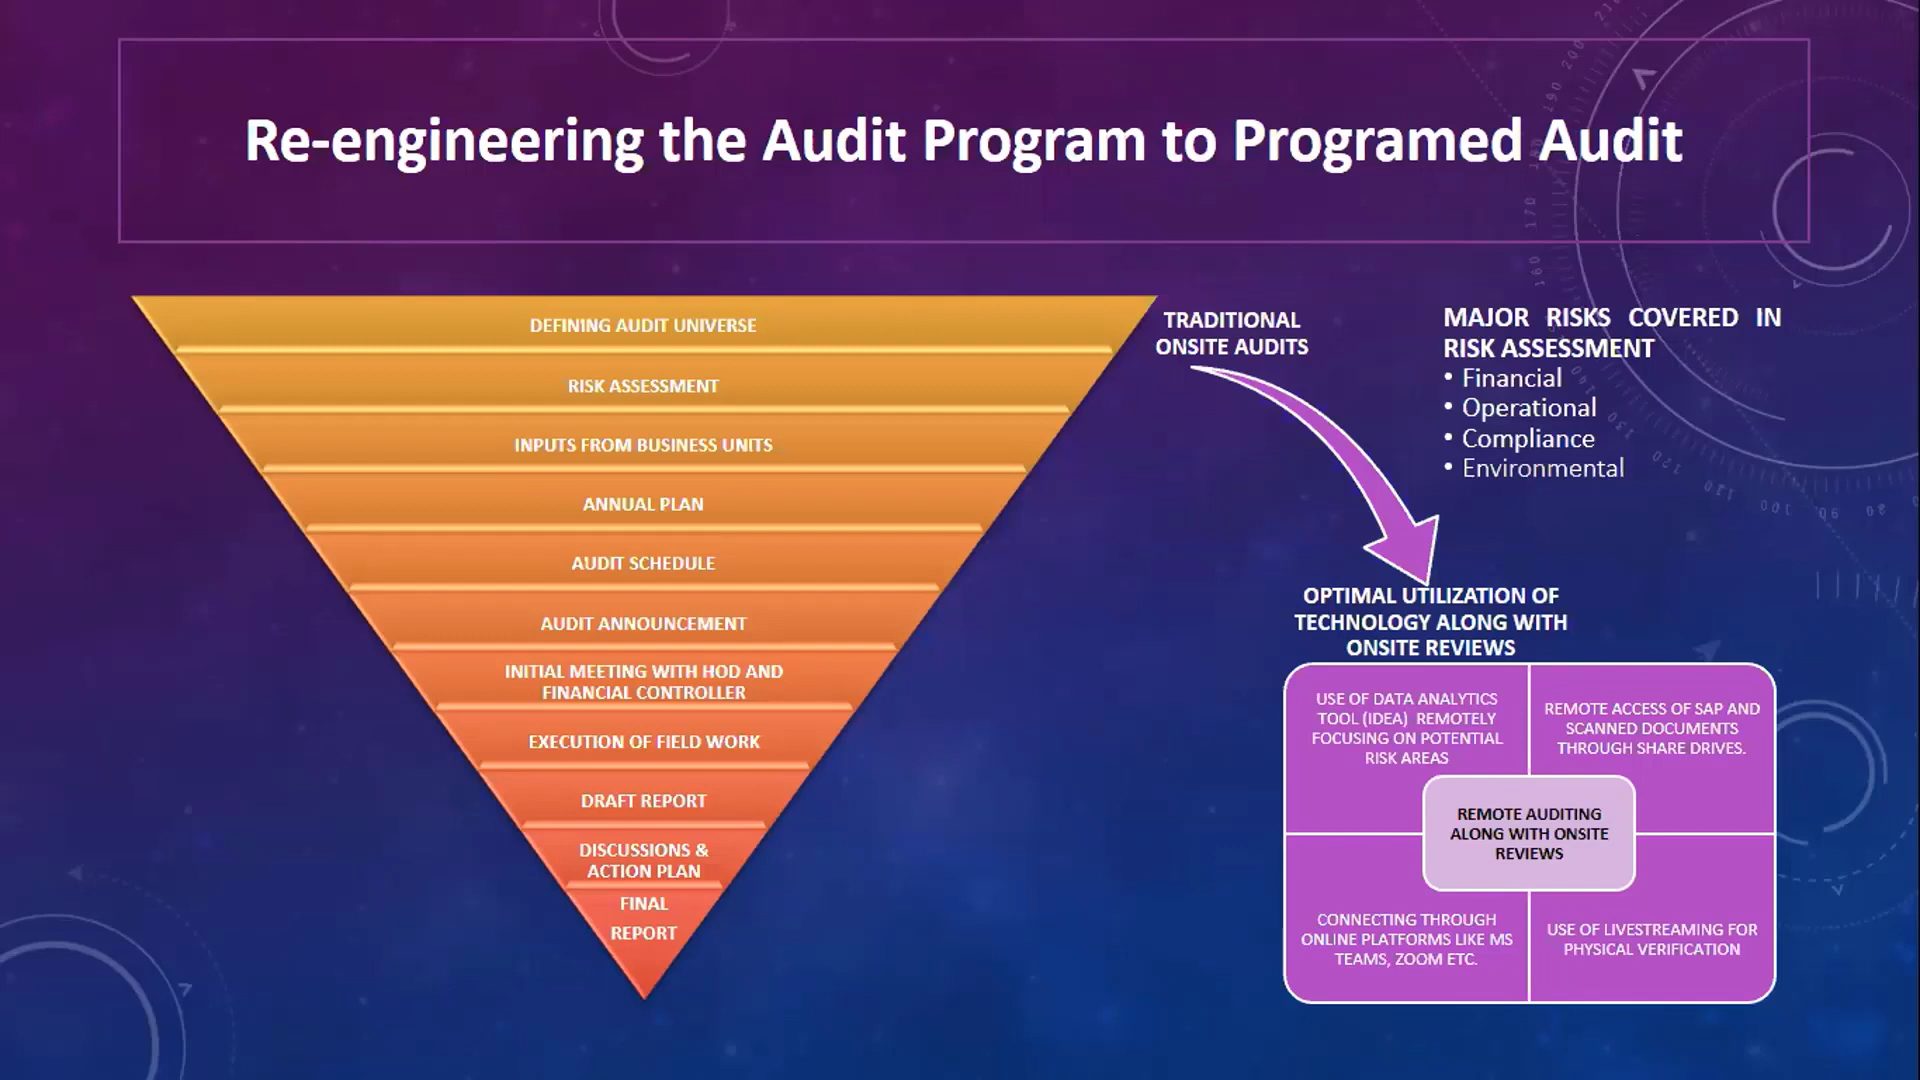 Re-engineering the Audit Program to Programed Audit
DEFINING AUDIT UNIVERSE
RISK ASSESSMENT
INPUTS FROM BUSINESS UNITS
ANNUAL PLAN
AUDIT SCHEDULE
AUDIT ANNOUNCEMENT
INITIAL MEETING WITH HOD AND
FINANCIAL CONTROLLER
EXECUTION OF FIELD WORK
DRAFT REPORT
DISCUSSIONS &
ACTION PLAN
FINAL
REPORT
TRADITIONAL
ONSITE AUDITS
MAJOR RISKS COVERED IN
RISK ASSESSMENT
• Financial
• Operational
• Compliance
• Environmental
OPTIMAL UTILIZATION OF
TECHNOLOGY ALONG WITH
ONSITE REVIEWS
USE OF DATA ANALYTICS
TOOL (IDEA) REMOTELY
FOCUSING ON POTENTIAL
RISK AREAS
REMOTE ACCESS OF SAP AND
SCANNED DOCUMENTS
THROUGH SHARE DRIVES.
REMOTE AUDITING
ALONG WITH ONSITE
REVIEWS
CONNECTING THROUGH
ONLINE PLATFORMS LIKE MS
TEAMS, ZOOM ETC.
USE OF LIVESTREAMING FOR
PHYSICAL VERIFICATION